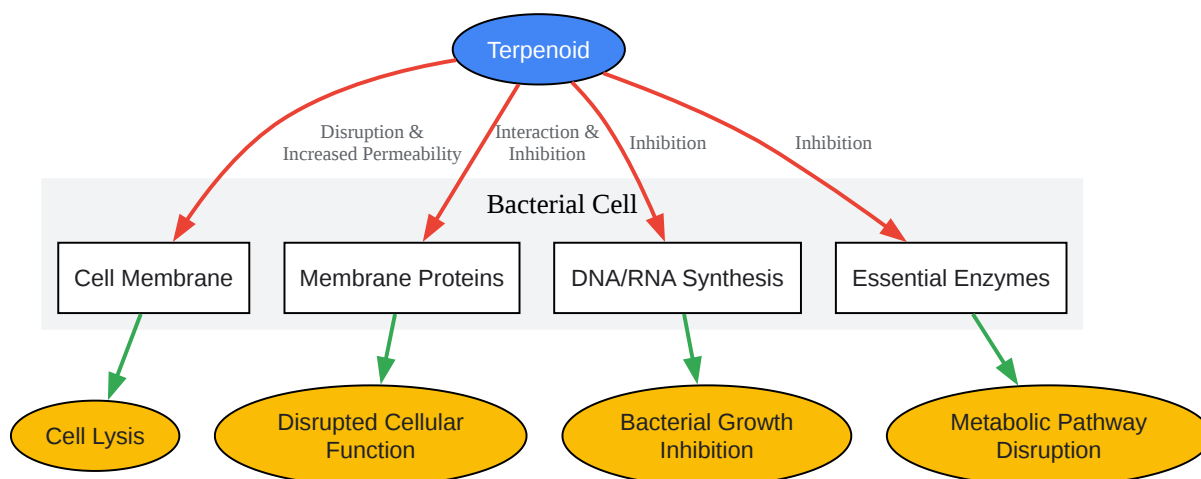 Terpenoid
Disruption &
Increased Permeability
Interaction &
Inhibition
Inhibition
Inhibition
Bacterial Cell
Cell Membrane
Membrane Proteins
DNA/RNA Synthesis
Essential Enzymes
Cell Lysis
Disrupted Cellular
Function
Bacterial Growth
Inhibition
Metabolic Pathway
Disruption